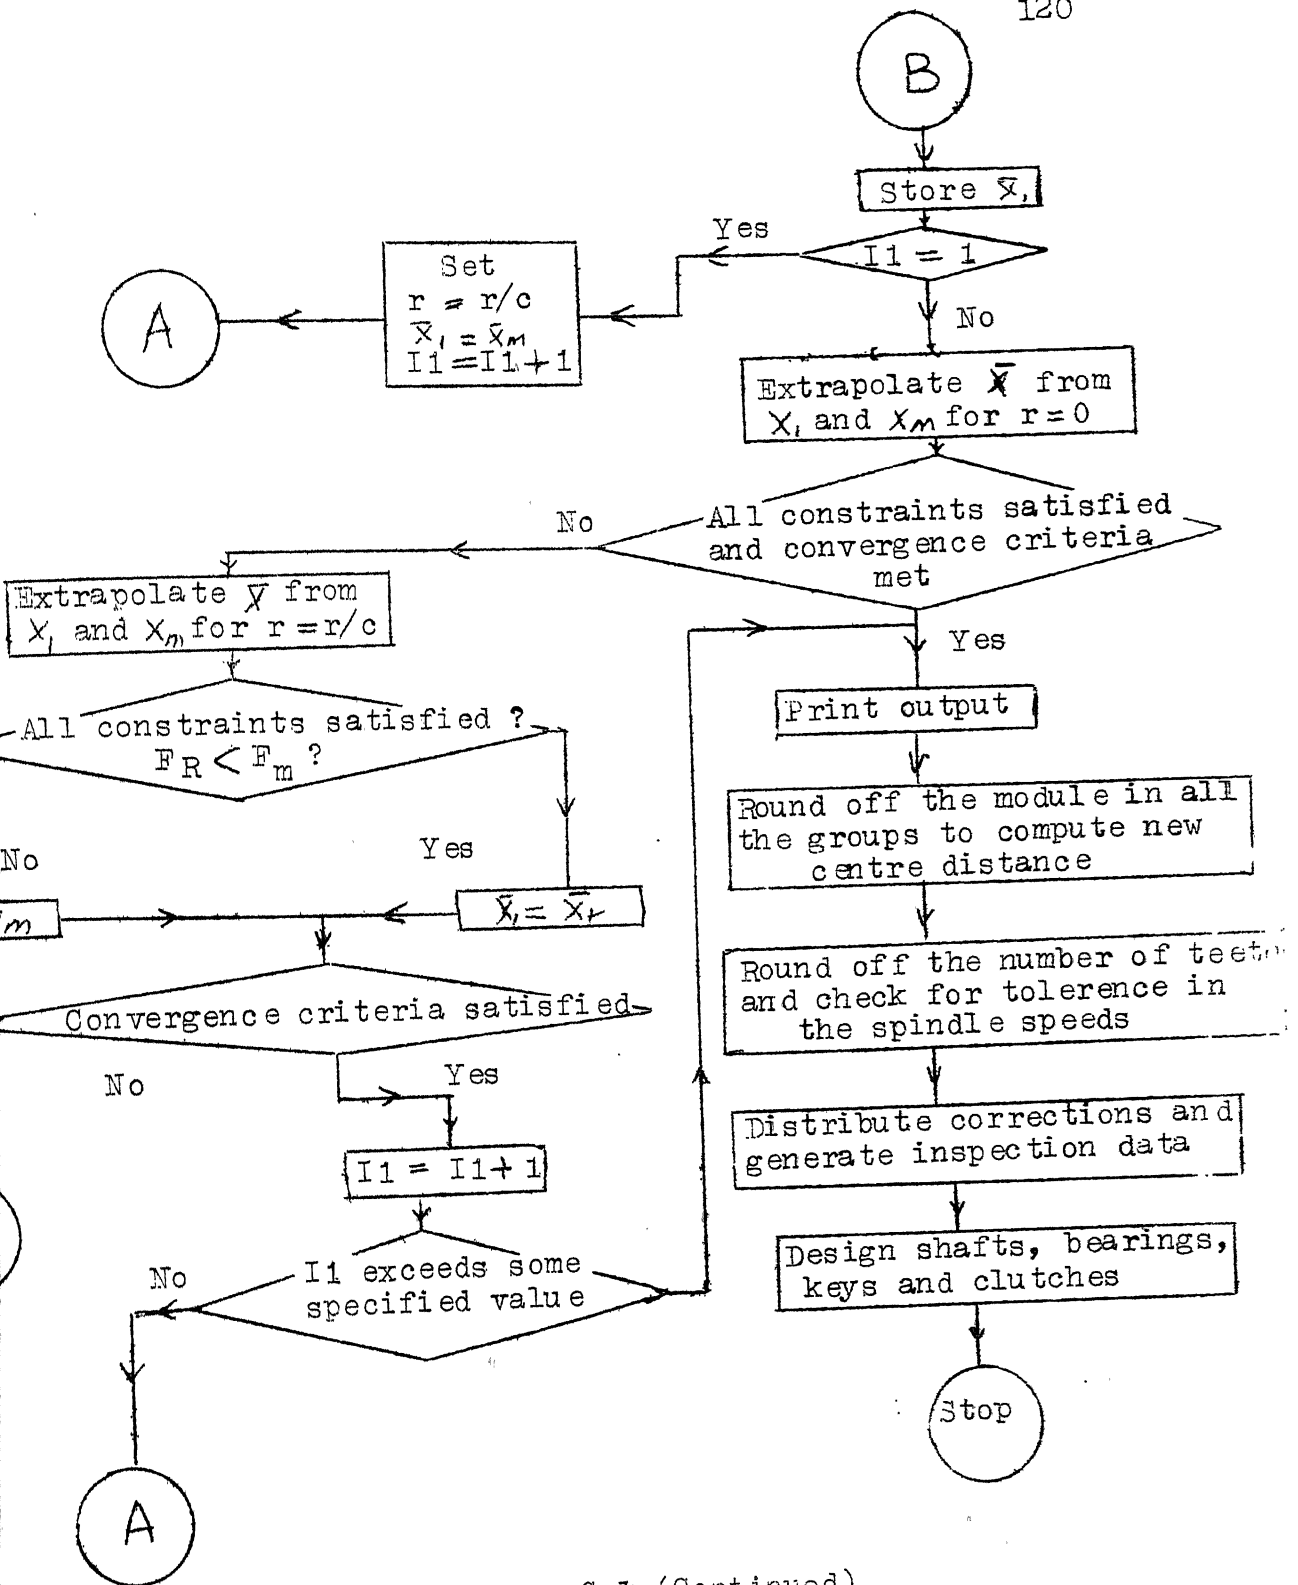 120
B
Store x̄₁
I1 = 1
Yes
No
Set
r = r/c
x̄₁ = x̄m
I1 = I1 + 1
A
Extrapolate x̄ from
X₁ and Xm for r = 0
All constraints satisfied
and convergence criteria
met
No
Yes
Extrapolate x̄ from
X₁ and Xm for r = r/c
All constraints satisfied ?
FR < Fm ?
No
Yes
m
x̄₁ = x̄r
Convergence criteria satisfied
No
Yes
I1 = I1 + 1
I1 exceeds some
specified value
No
A
Print output
Round off the module in all
the groups to compute new
centre distance
Round off the number of teeth
and check for tolerence in
the spindle speeds
Distribute corrections and
generate inspection data
Design shafts, bearings,
keys and clutches
Stop
(Continued)